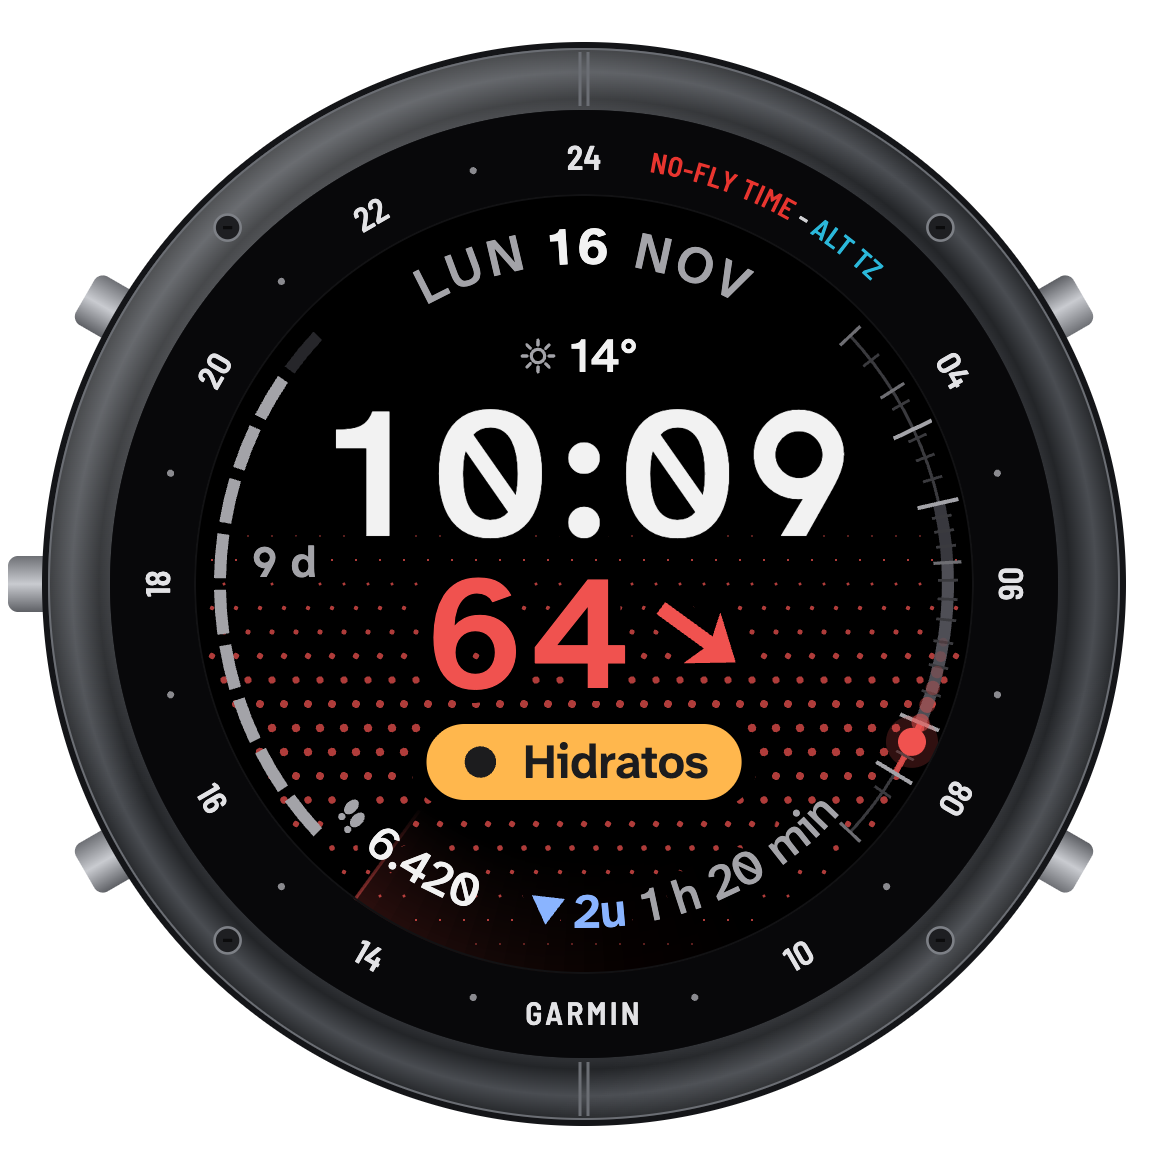 24
NO-FLY TIME - ALT TZ
22
LUN 16 NOV
14°
20
04
10:09
9 d
18
06
64
Hidratos
16
08
6.420
2u
1 h 20 min
14
10
GARMIN